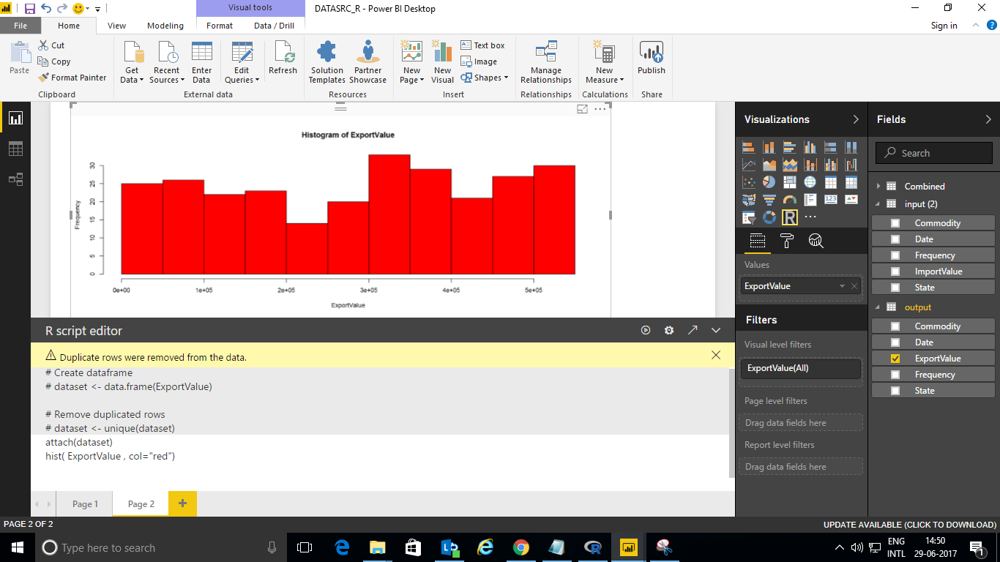 Visual tools
DATASRC_R - Power BI Desktop
File
Home
View
Modeling
Format
Data / Drill
Sign in
Paste
Cut
Copy
Format Painter
Clipboard
Get Data
Recent Sources
Enter Data
Edit Queries
Refresh
External data
Solution Templates
Partner Showcase
Resources
New Page
New Visual
Text box
Image
Shapes
Insert
Manage Relationships
Relationships
New Measure
Calculations
Publish
Share
Histogram of ExportValue
Frequency
30
25
20
15
10
5
0
0e+00
1e+05
2e+05
3e+05
4e+05
5e+05
ExportValue
R script editor
Duplicate rows were removed from the data.
# Create dataframe
# dataset <- data.frame(ExportValue)
# Remove duplicated rows
# dataset <- unique(dataset)
attach(dataset)
hist( ExportValue , col="red")
Page 1
Page 2
+
PAGE 2 OF 2
Visualizations
123
R
Values
ExportValue
Filters
Visual level filters
ExportValue(All)
Page level filters
Drag data fields here
Report level filters
Drag data fields here
Fields
Search
Combined
input (2)
Commodity
Date
Frequency
ImportValue
State
output
Commodity
Date
ExportValue
Frequency
State
UPDATE AVAILABLE (CLICK TO DOWNLOAD)
Type here to search
ENG
INTL
14:50
29-06-2017
1